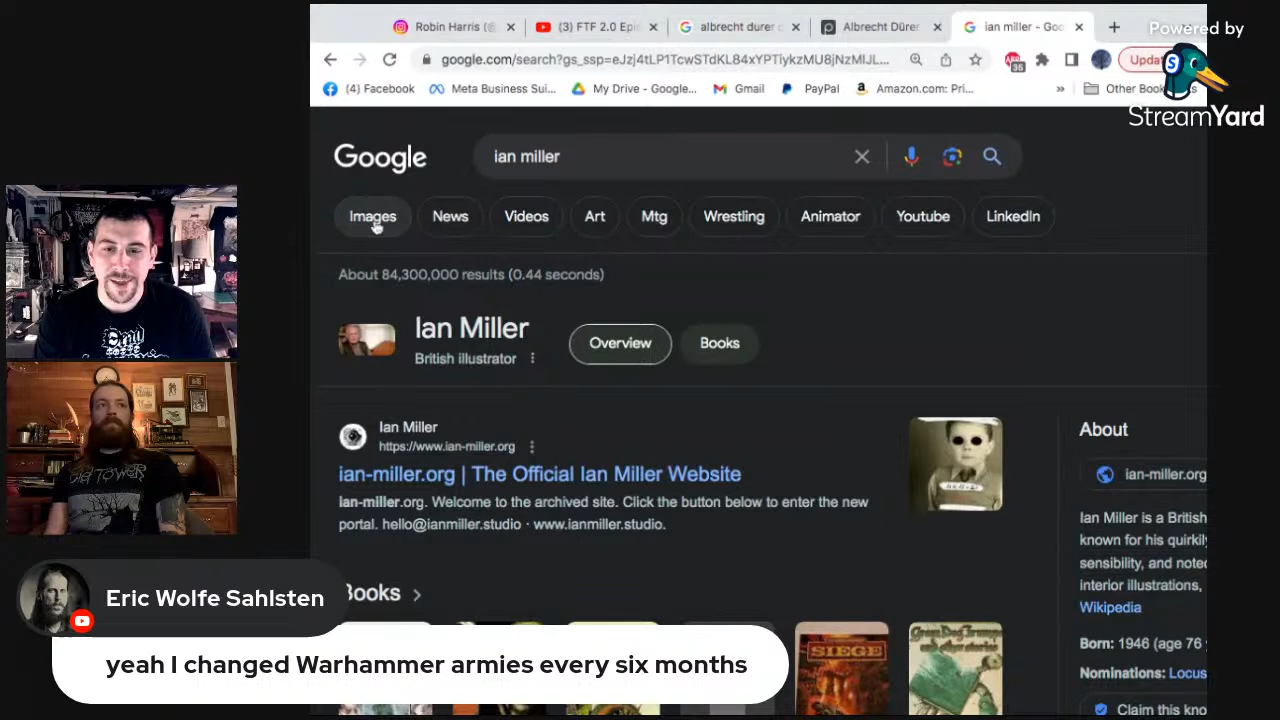 Robin Harris (@
(3) FTF 2.0 Epi
albrecht durer c
Albrecht Dürer
ian miller - Goo
Powered by
StreamYard
google.com/search?gs_ssp=eJzj4tLP1TcwSTdKL84xYPTiykzMU8jNzMlJL...
35
Updat
(4) Facebook
Meta Business Sui...
My Drive - Google...
Gmail
PayPal
Amazon.com: Pri...
»
Other Book
Google
ian miller
Images
News
Videos
Art
Mtg
Wrestling
Animator
Youtube
LinkedIn
About 84,300,000 results (0.44 seconds)
Ian Miller
British illustrator
Overview
Books
Ian Miller
https://www.ian-miller.org
ian-miller.org | The Official Ian Miller Website
ian-miller.org. Welcome to the archived site. Click the button below to enter the new
portal. hello@ianmiller.studio · www.ianmiller.studio.
About
ian-miller.org
Ian Miller is a British
known for his quirkily
sensibility, and noted
interior illustrations,
Wikipedia
Born: 1946 (age 76
Nominations: Locus
Claim this kno
Books
SIEGE
OLD TOWER
Eric Wolfe Sahlsten
yeah I changed Warhammer armies every six months